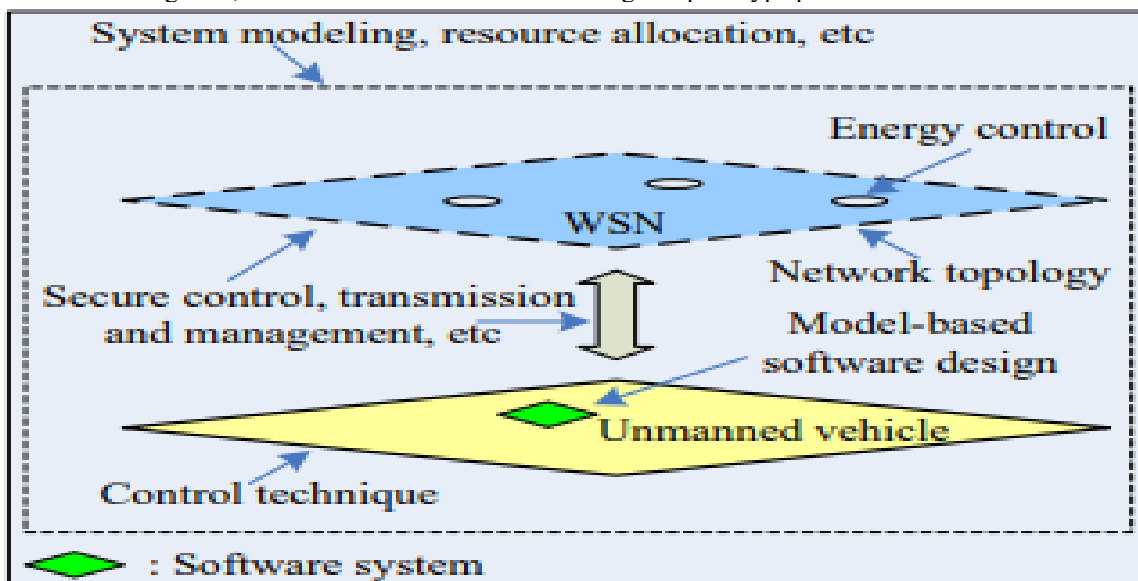 System modeling, resource allocation, etc
Energy control
WSN
Network topology
Secure control, transmission
and management, etc
Model-based
software design
Unmanned vehicle
Control technique
: Software system